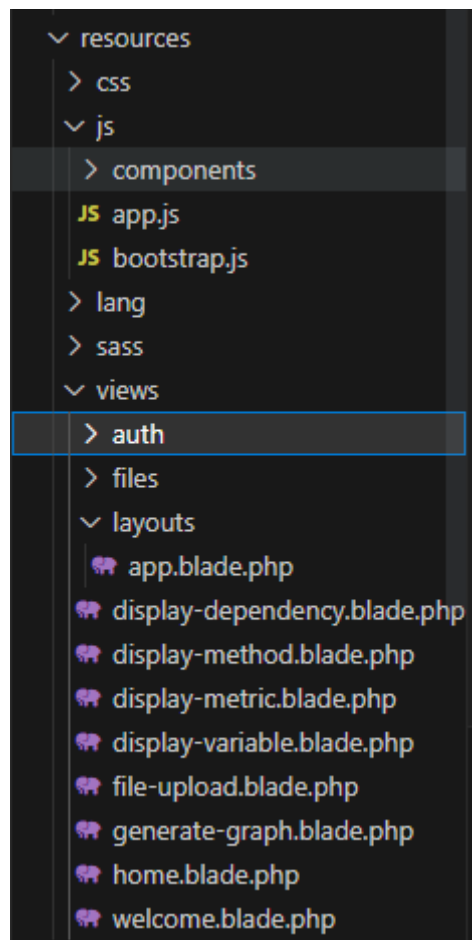 resources
css
js
components
JS app.js
JS bootstrap.js
lang
sass
views
auth
files
layouts
app.blade.php
display-dependency.blade.php
display-method.blade.php
display-metric.blade.php
display-variable.blade.php
file-upload.blade.php
generate-graph.blade.php
home.blade.php
welcome.blade.php